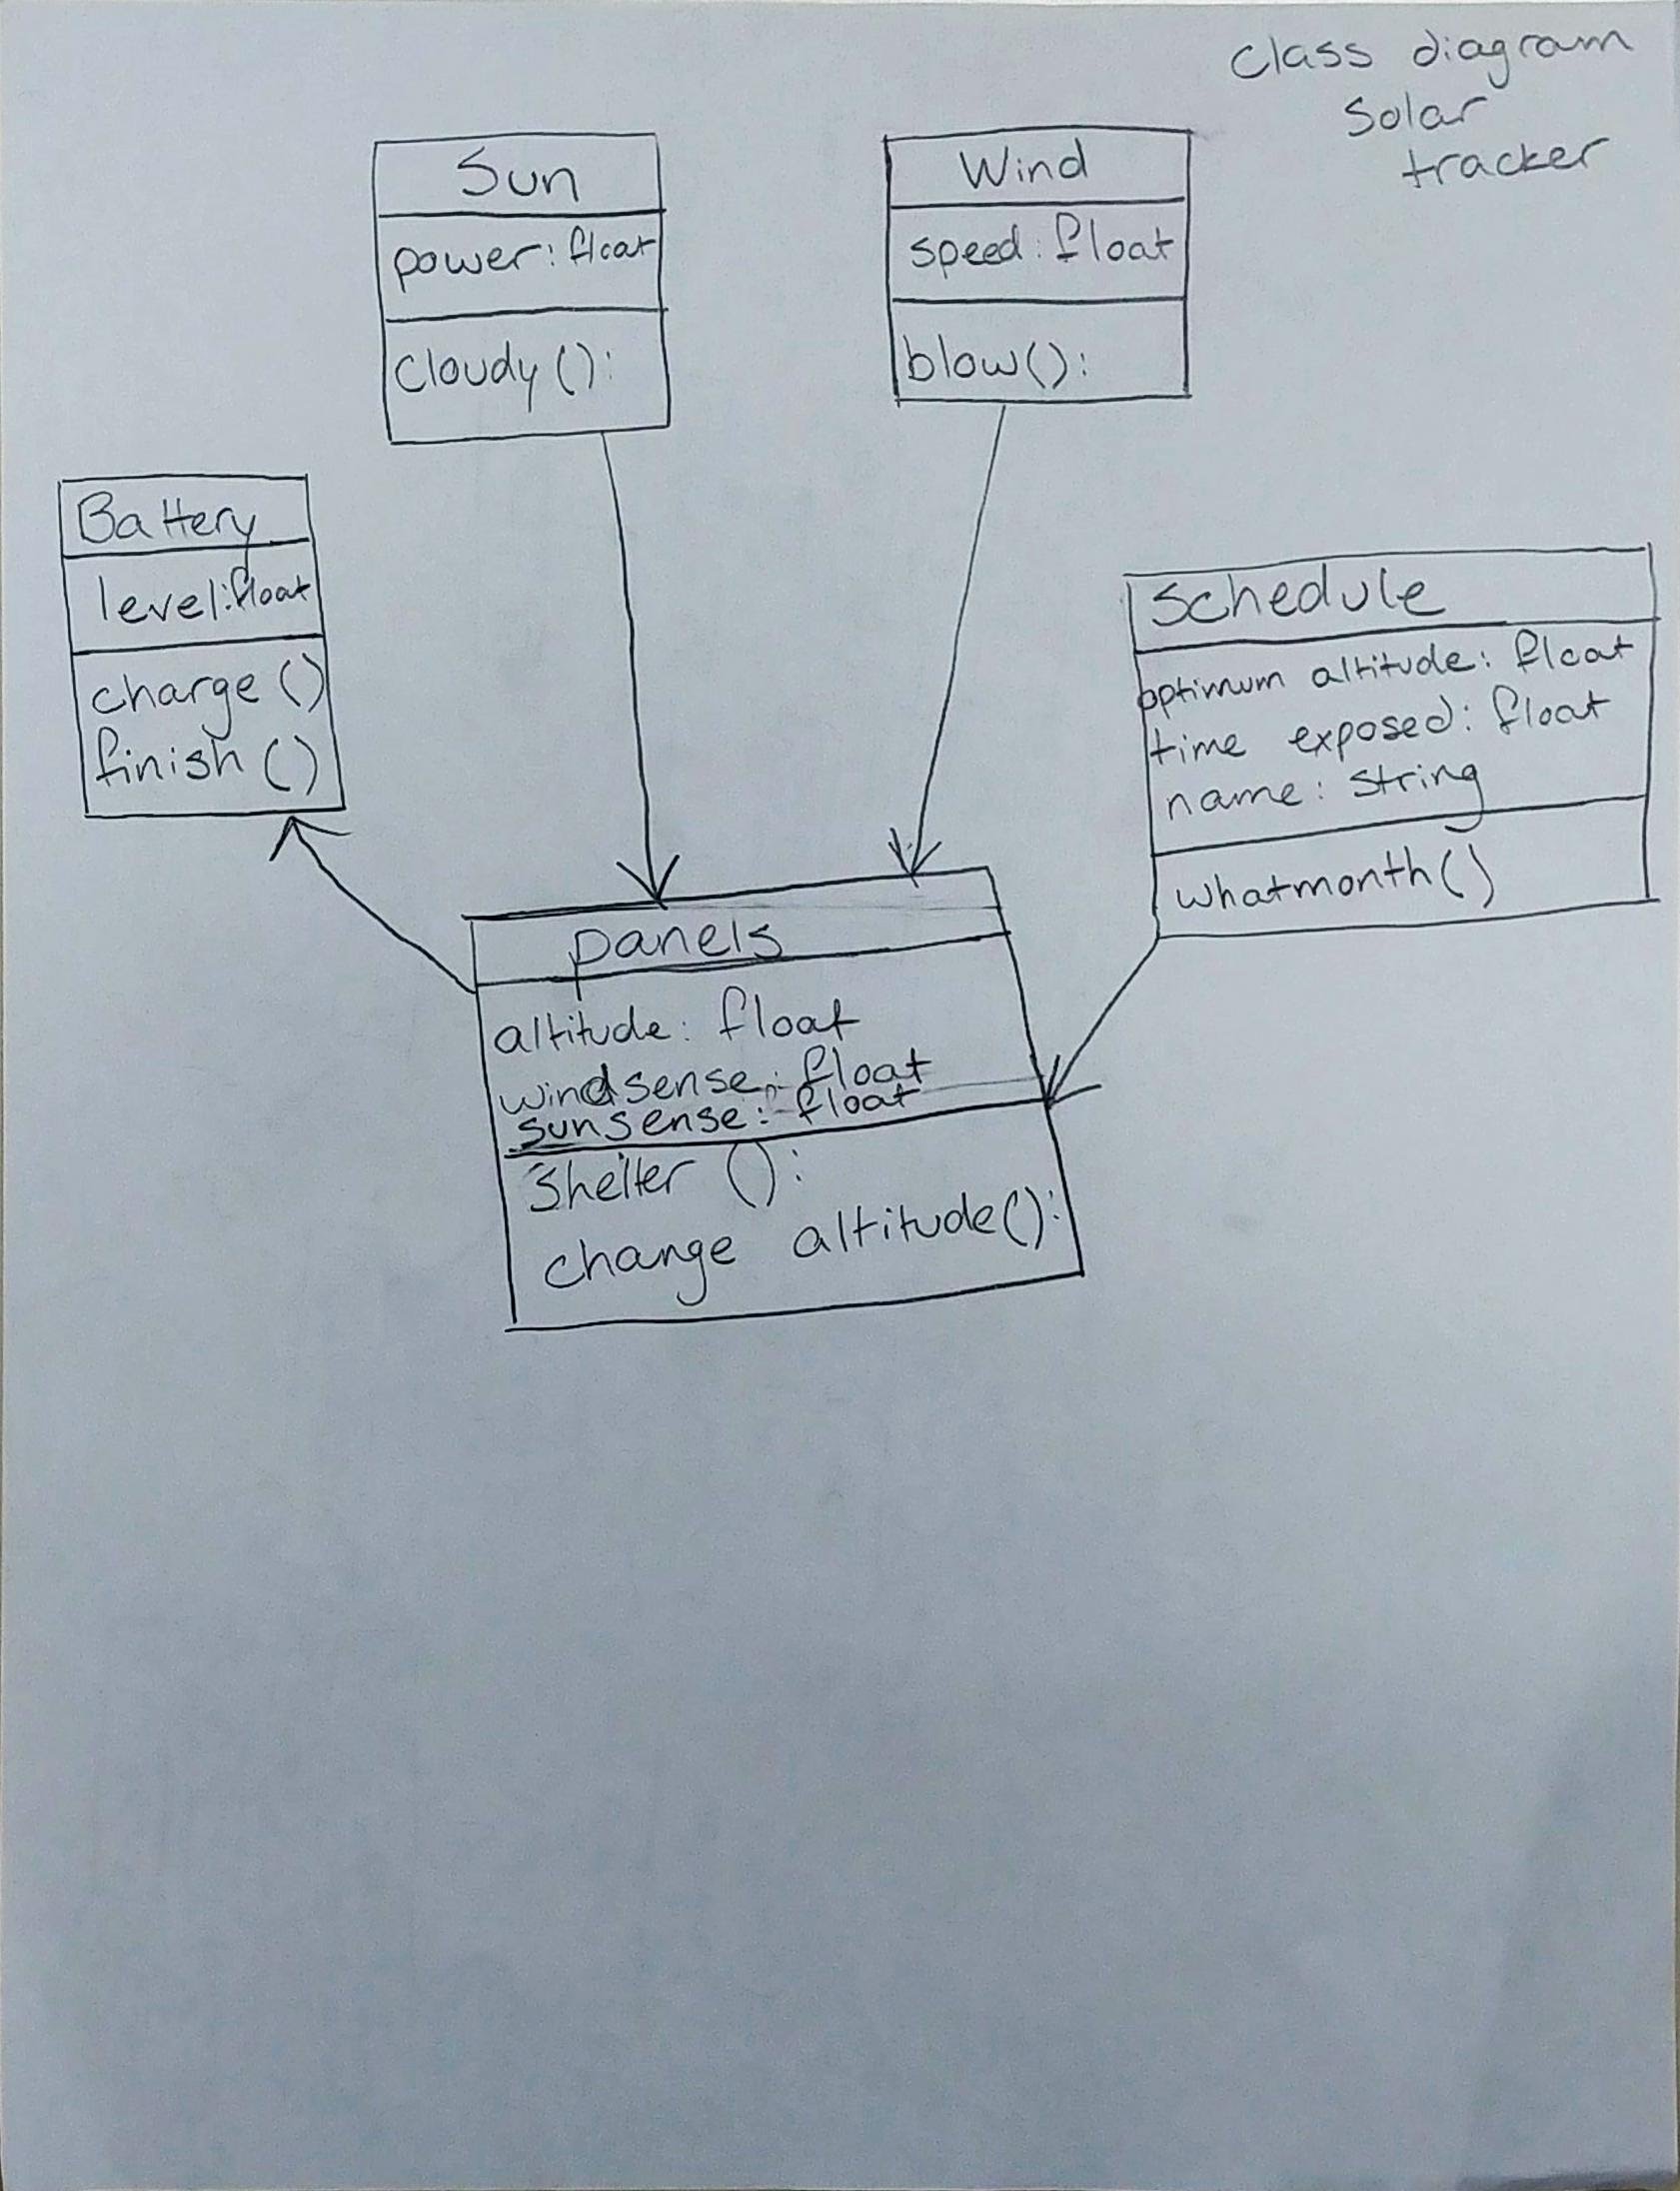 class diagram
solar
tracker
Sun
power: float
cloudy():
Wind
speed: float
blow():
Battery
level: float
charge()
finish()
Schedule
optimum altitude: float
time exposed: float
name: string
whatmonth()
panels
altitude: float
windsense: float
sunsense: float
shelter():
change altitude():